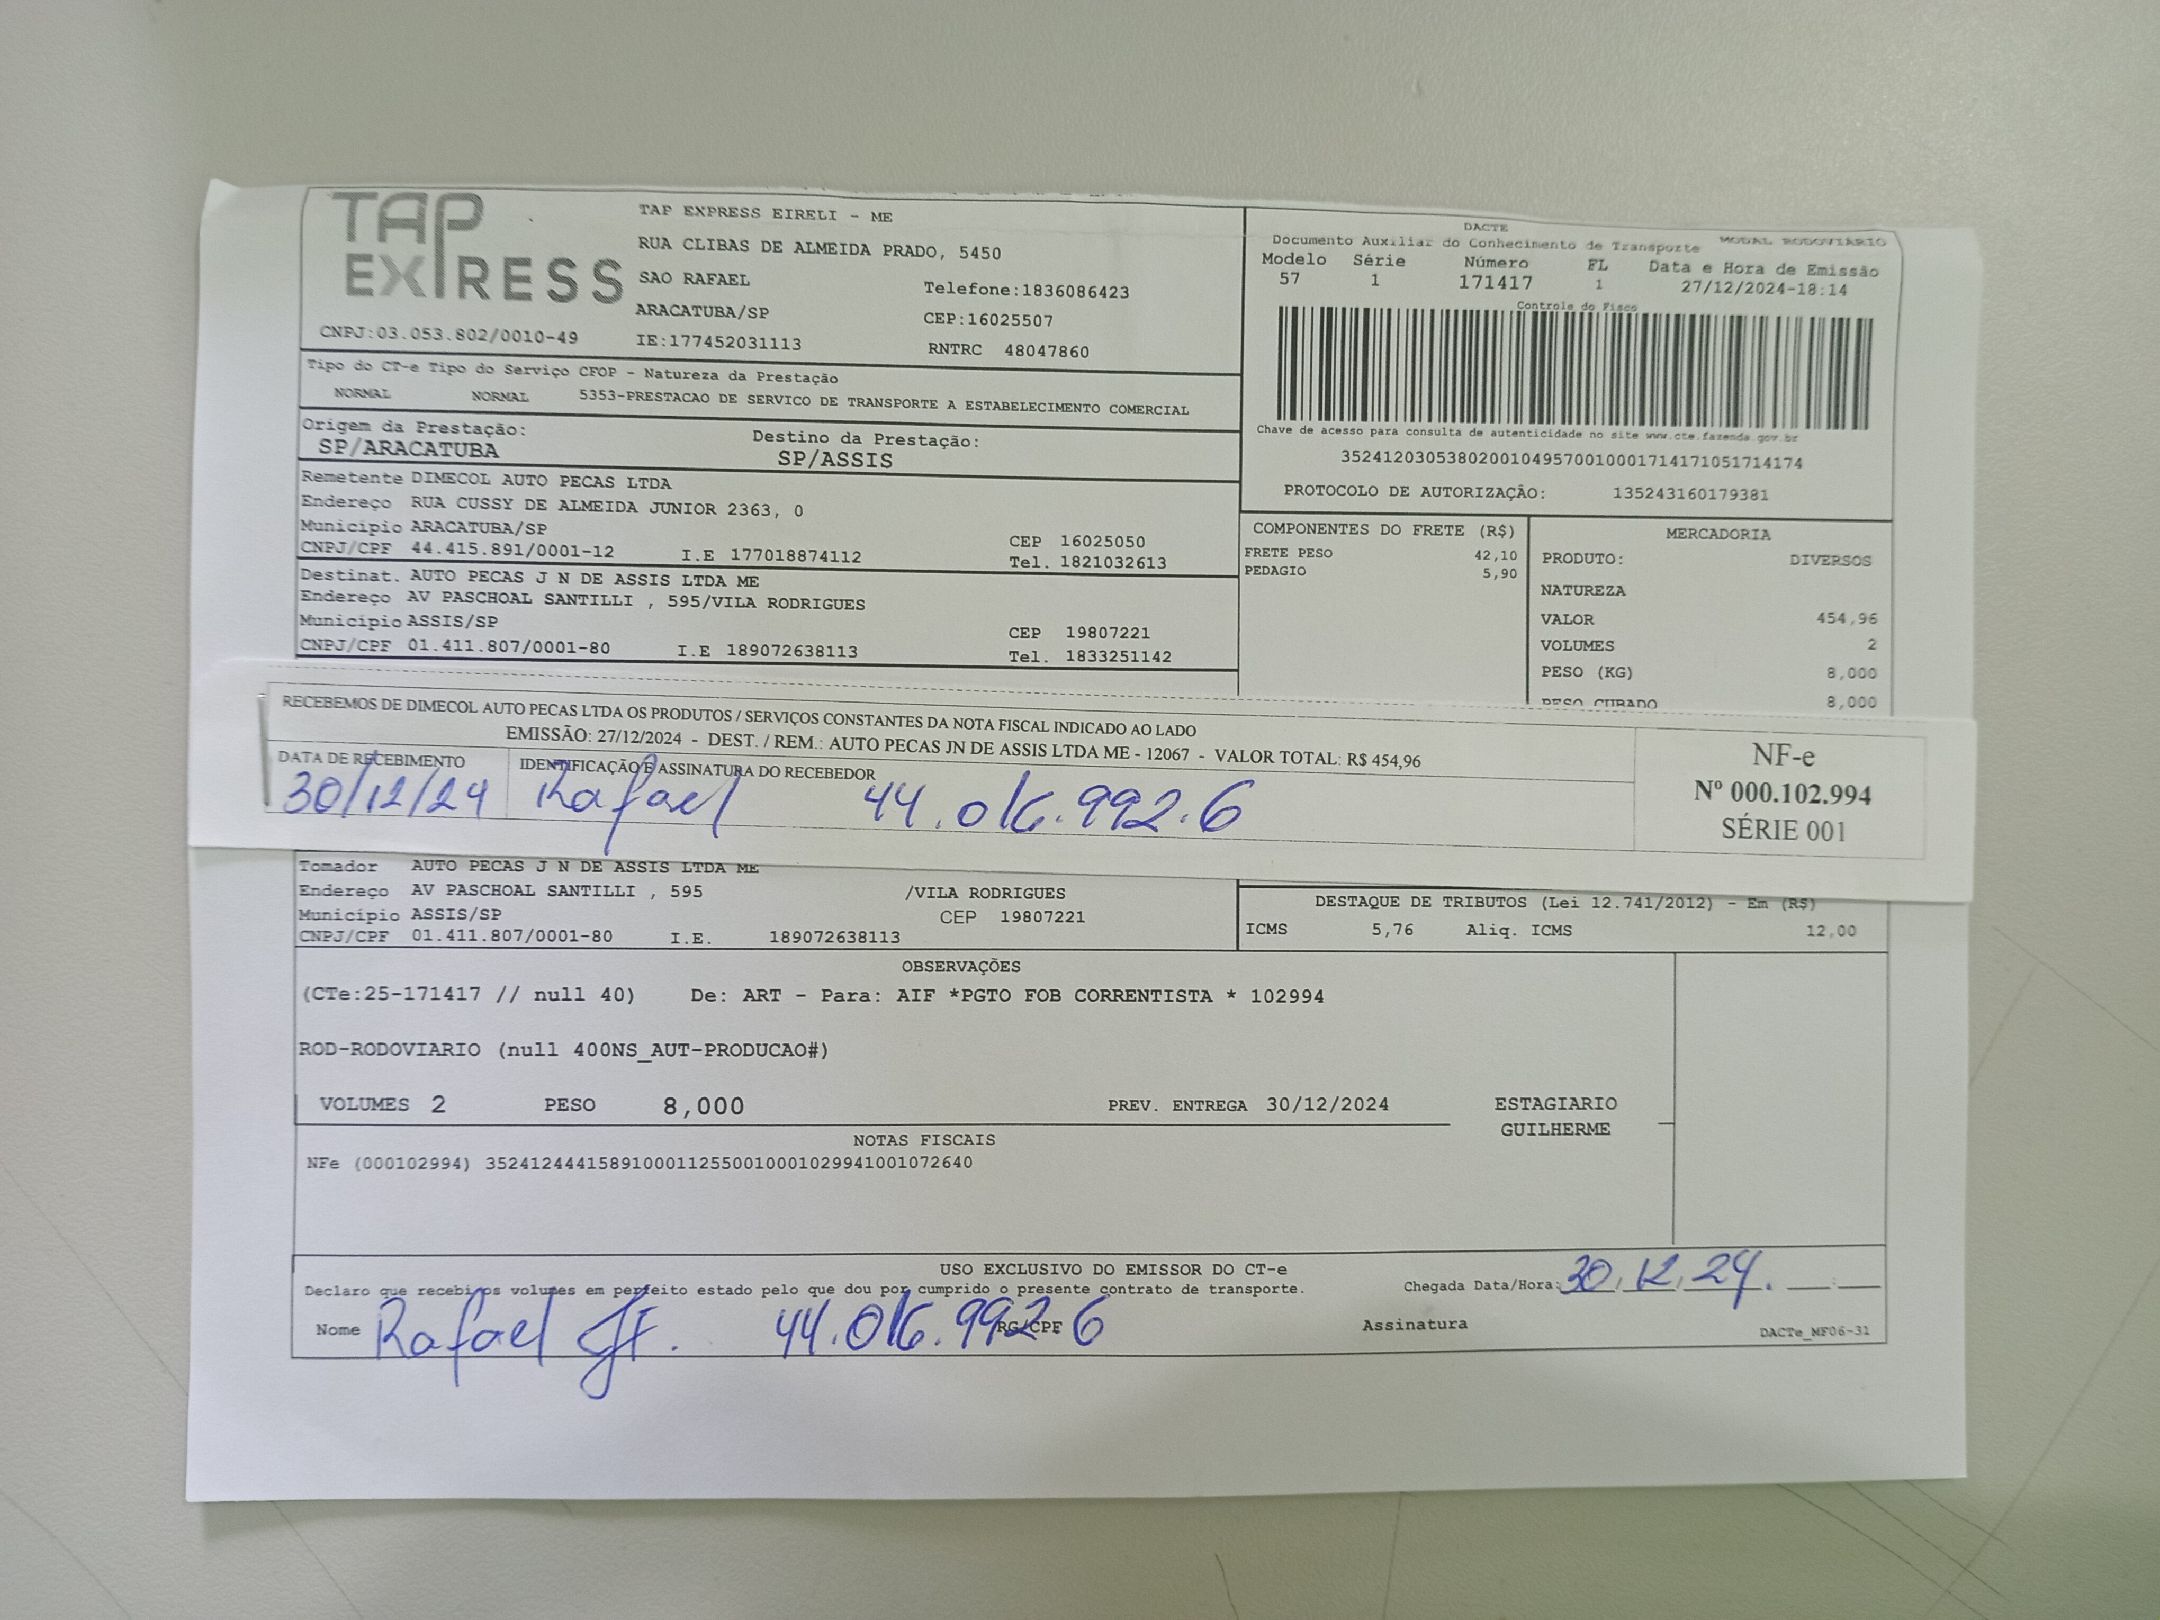 TAP EXPRESS
TAP EXPRESS EIRELI - ME
RUA CLIBAS DE ALMEIDA PRADO, 5450
SAO RAFAEL
Telefone:1836086423
ARACATUBA/SP
CEP:16025507
CNPJ:03.053.802/0010-49
IE:177452031113
RNTRC 48047860
DACTE
Documento Auxiliar do Conhecimento de Transporte MODAL RODOVIÁRIO
Modelo Série Número FL Data e Hora de Emissão
57 1 171417 1 27/12/2024-18:14
Controle do Fisco
Chave de acesso para consulta de autenticidade no site www.cte.fazenda.gov.br
35241203053802001049570010001714171051714174
PROTOCOLO DE AUTORIZAÇÃO: 135243160179381
Tipo do CT-e Tipo do Serviço CFOP - Natureza da Prestação
NORMAL NORMAL 5353-PRESTACAO DE SERVICO DE TRANSPORTE A ESTABELECIMENTO COMERCIAL
Origem da Prestação: Destino da Prestação:
SP/ARACATUBA SP/ASSIS
Remetente DIMECOL AUTO PECAS LTDA
Endereço RUA CUSSY DE ALMEIDA JUNIOR 2363, 0
Município ARACATUBA/SP CEP 16025050
CNPJ/CPF 44.415.891/0001-12 I.E 177018874112 Tel. 1821032613
Destinat. AUTO PECAS J N DE ASSIS LTDA ME
Endereço AV PASCHOAL SANTILLI , 595/VILA RODRIGUES
Município ASSIS/SP CEP 19807221
CNPJ/CPF 01.411.807/0001-80 I.E 189072638113 Tel. 1833251142
COMPONENTES DO FRETE (R$)
FRETE PESO 42,10
PEDAGIO 5,90
MERCADORIA
PRODUTO: DIVERSOS
NATUREZA
VALOR 454,96
VOLUMES 2
PESO (KG) 8,000
PESO CUBADO 8,000
RECEBEMOS DE DIMECOL AUTO PECAS LTDA OS PRODUTOS / SERVIÇOS CONSTANTES DA NOTA FISCAL INDICADO AO LADO
EMISSÃO: 27/12/2024 - DEST. / REM.: AUTO PECAS JN DE ASSIS LTDA ME - 12067 - VALOR TOTAL: R$ 454,96
DATA DE RECEBIMENTO IDENTIFICAÇÃO E ASSINATURA DO RECEBEDOR
30/12/24 Rafael 44.016.992.6
NF-e
Nº 000.102.994
SÉRIE 001
Tomador AUTO PECAS J N DE ASSIS LTDA ME
Endereço AV PASCHOAL SANTILLI , 595 /VILA RODRIGUES
Município ASSIS/SP CEP 19807221
CNPJ/CPF 01.411.807/0001-80 I.E. 189072638113
DESTAQUE DE TRIBUTOS (Lei 12.741/2012) - Em (R$)
ICMS 5,76 Aliq. ICMS 12,00
OBSERVAÇÕES
(CTe:25-171417 // null 40) De: ART - Para: AIF *PGTO FOB CORRENTISTA * 102994
ROD-RODOVIARIO (null 400NS_AUT-PRODUCAO#)
VOLUMES 2 PESO 8,000 PREV. ENTREGA 30/12/2024 ESTAGIARIO
GUILHERME
NOTAS FISCAIS
NFe (000102994) 35241244415891000112550010001029941001072640
USO EXCLUSIVO DO EMISSOR DO CT-e
Declaro que recebi os volumes em perfeito estado pelo que dou por cumprido o presente contrato de transporte. Chegada Data/Hora: 30.12.24.
Nome Rafael 44.016.992 6 RG/CPF Assinatura DACTe_MF06-31